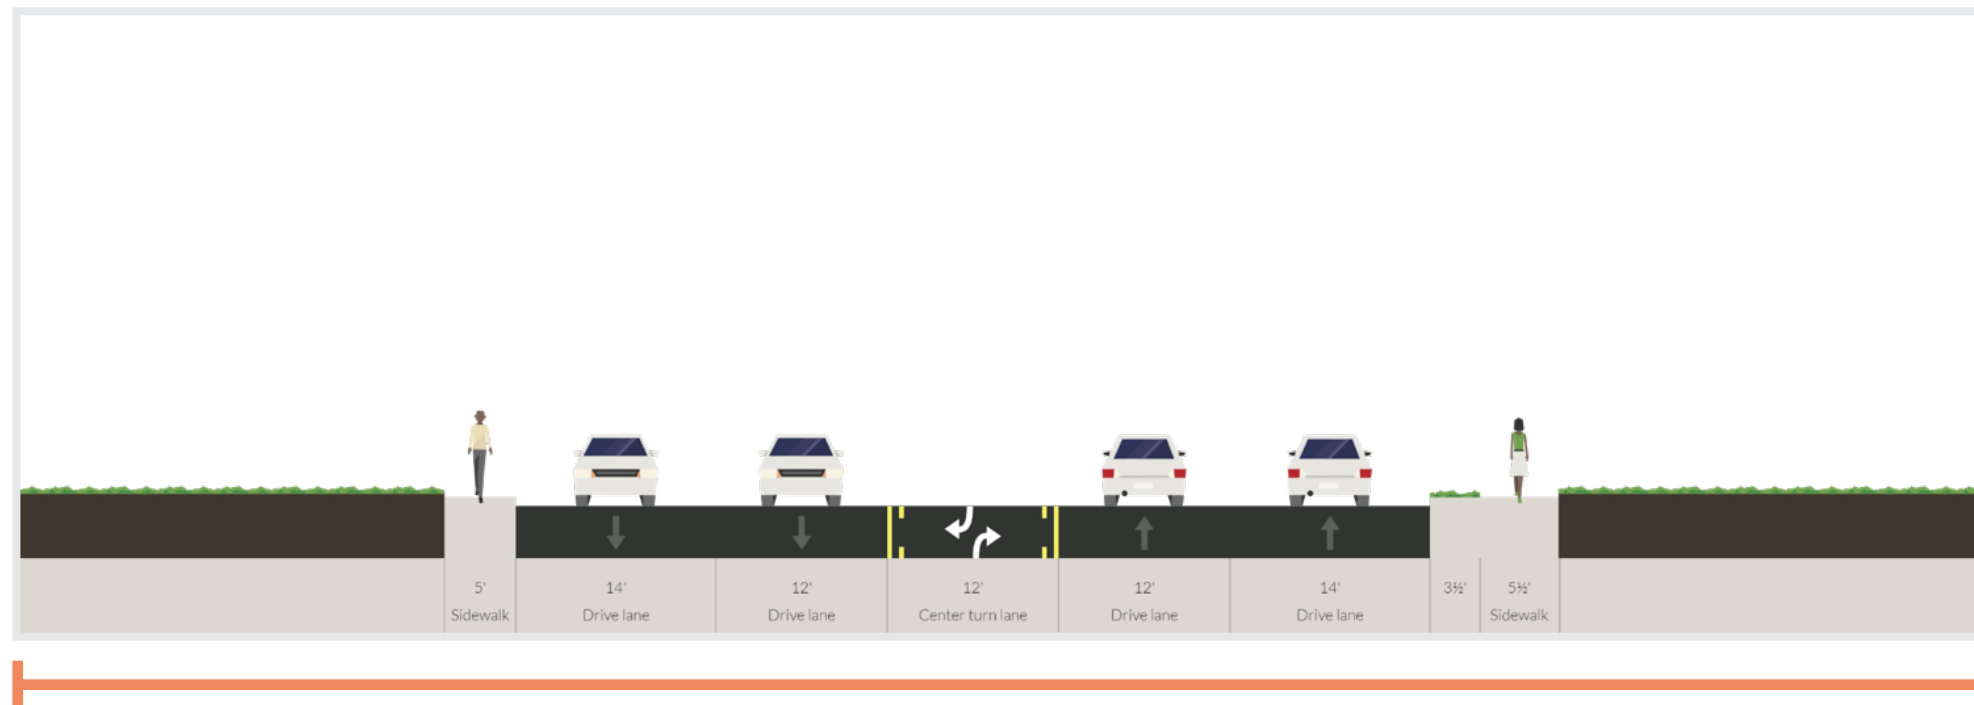 5' 14' 12' 12' 12' 14' 3½' 5½'
Sidewalk Drive lane Drive lane Center turn lane Drive lane Drive lane Sidewalk